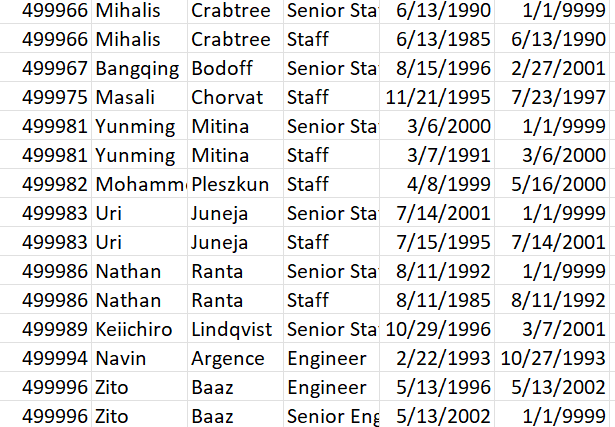 499966 Mihalis Crabtree Senior Sta 6/13/1990 1/1/9999
499966 Mihalis Crabtree Staff 6/13/1985 6/13/1990
499967 Bangqing Bodoff Senior Sta 8/15/1996 2/27/2001
499975 Masali Chorvat Staff 11/21/1995 7/23/1997
499981 Yunming Mitina Senior Sta 3/6/2000 1/1/9999
499981 Yunming Mitina Staff 3/7/1991 3/6/2000
499982 Mohamm Pleszkun Staff 4/8/1999 5/16/2000
499983 Uri Juneja Senior Sta 7/14/2001 1/1/9999
499983 Uri Juneja Staff 7/15/1995 7/14/2001
499986 Nathan Ranta Senior Sta 8/11/1992 1/1/9999
499986 Nathan Ranta Staff 8/11/1985 8/11/1992
499989 Keiichiro Lindqvist Senior Sta 10/29/1996 3/7/2001
499994 Navin Argence Engineer 2/22/1993 10/27/1993
499996 Zito Baaz Engineer 5/13/1996 5/13/2002
499996 Zito Baaz Senior Eng 5/13/2002 1/1/9999